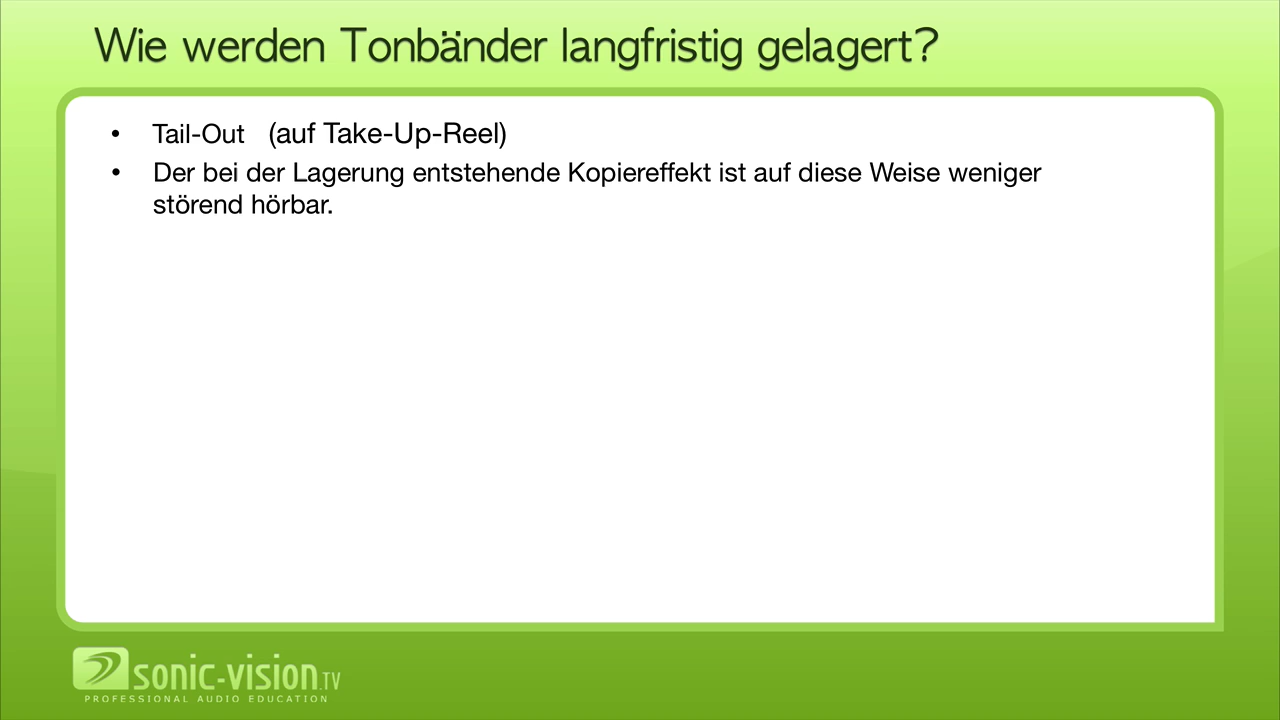 Wie werden Tonbänder langfristig gelagert?
• Tail-Out (auf Take-Up-Reel)
• Der bei der Lagerung entstehende Kopiereffekt ist auf diese Weise weniger
störend hörbar.
sonic-vision.TV
PROFESSIONAL AUDIO EDUCATION